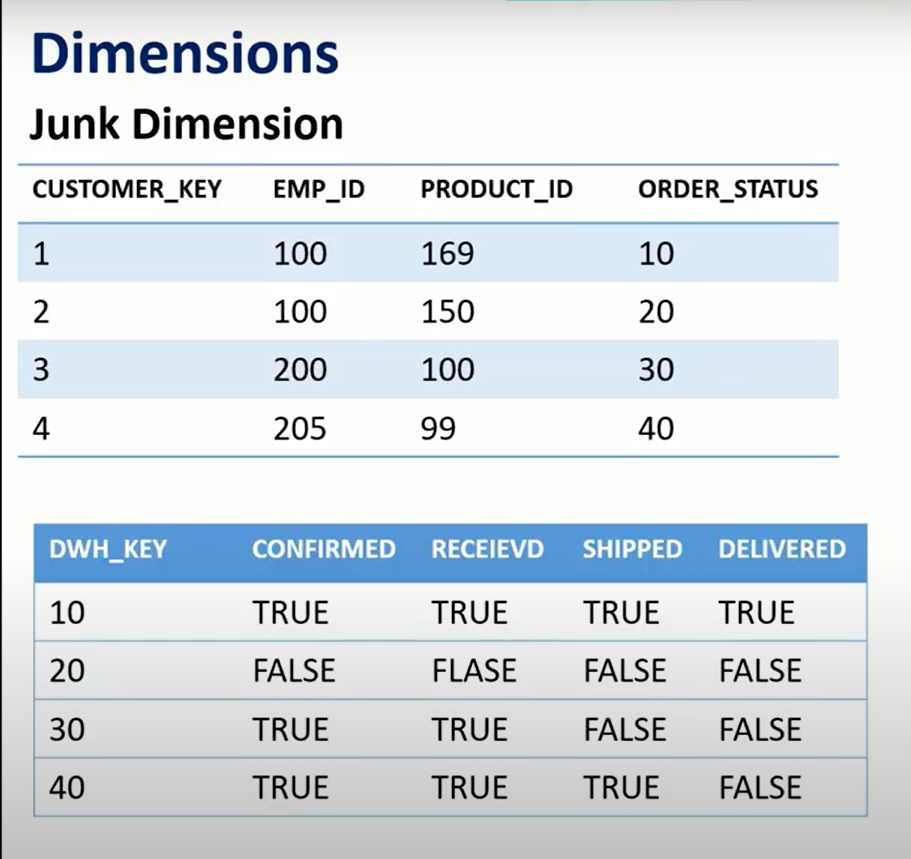 Dimensions
Junk Dimension
CUSTOMER_KEY EMP_ID PRODUCT_ID ORDER_STATUS
1 100 169 10
2 100 150 20
3 200 100 30
4 205 99 40
DWH_KEY CONFIRMED RECEIEVD SHIPPED DELIVERED
10 TRUE TRUE TRUE TRUE
20 FALSE FLASE FALSE FALSE
30 TRUE TRUE FALSE FALSE
40 TRUE TRUE TRUE FALSE